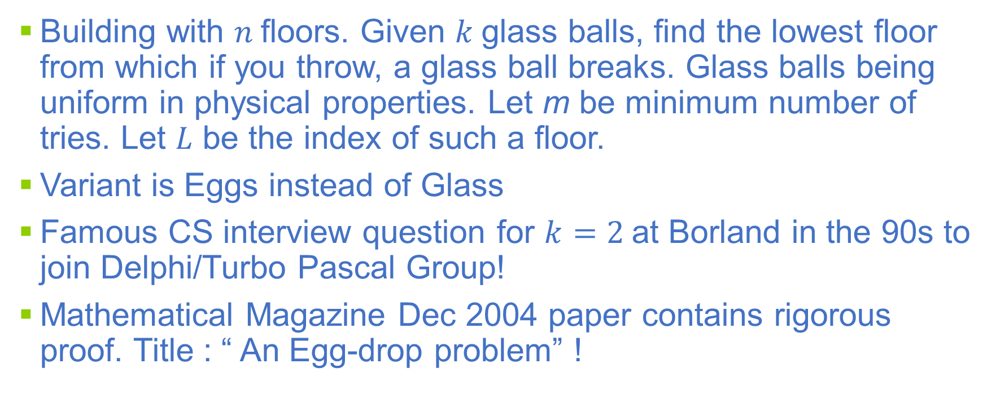 ▪ Building with n floors. Given k glass balls, find the lowest floor
from which if you throw, a glass ball breaks. Glass balls being
uniform in physical properties. Let m be minimum number of
tries. Let L be the index of such a floor.
▪ Variant is Eggs instead of Glass
▪ Famous CS interview question for k = 2 at Borland in the 90s to
join Delphi/Turbo Pascal Group!
▪ Mathematical Magazine Dec 2004 paper contains rigorous
proof. Title : “ An Egg-drop problem” !